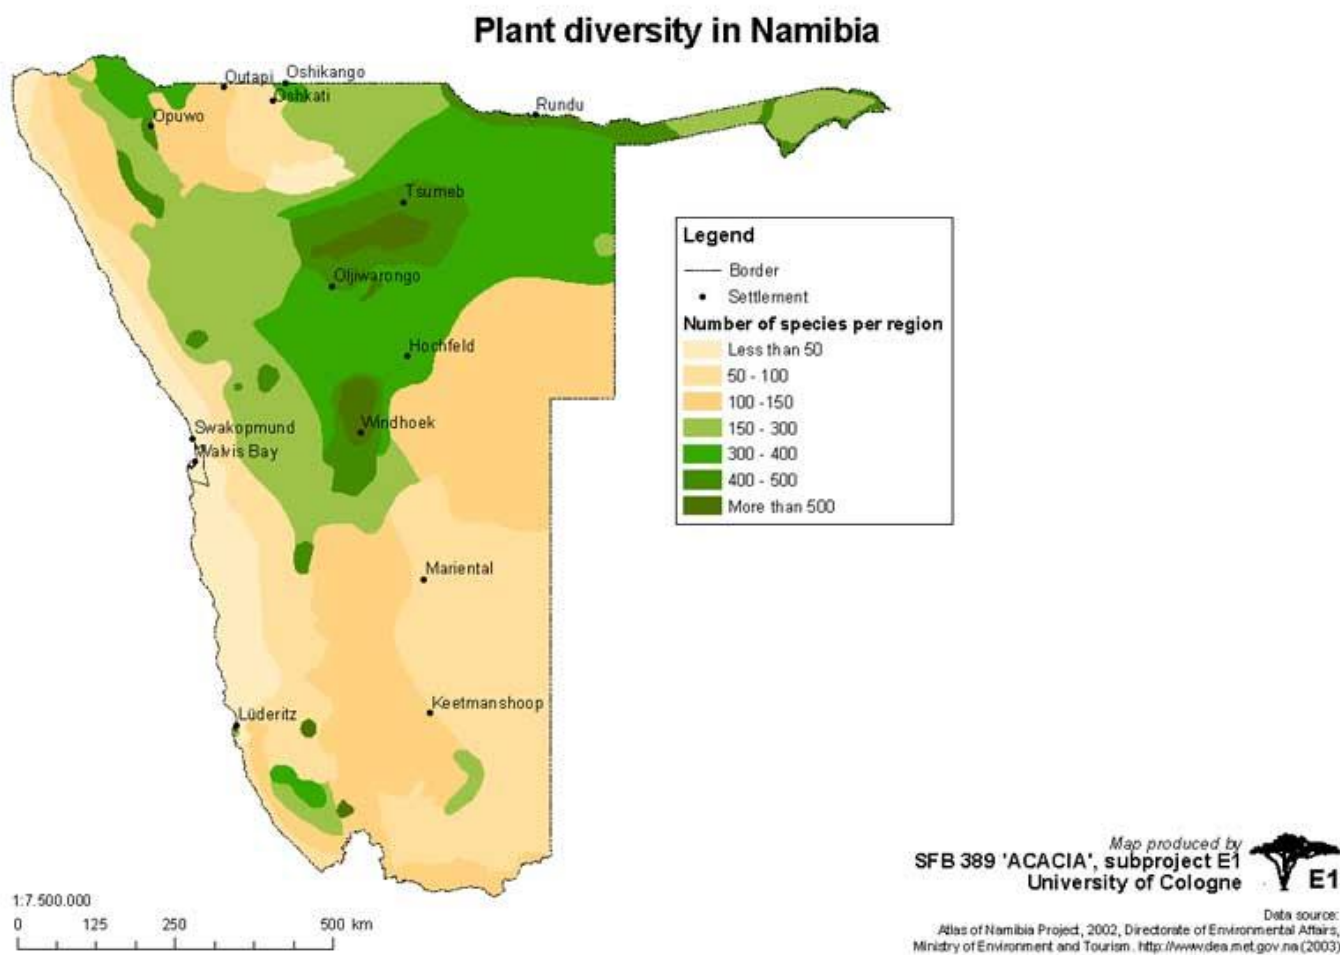 Plant diversity in Namibia
Outapi
Oshikango
Oshkati
Opuwo
Rundu
Tsumeb
Oljiwarongo
Hochfeld
Windhoek
Swakopmund
Walvis Bay
Mariental
Keetmanshoop
Lüderitz
Legend
Border
Settlement
Number of species per region
Less than 50
50 - 100
100 -150
150 - 300
300 - 400
400 - 500
More than 500
1:7.500.000
0 125 250 500 km
Map produced by
SFB 389 'ACACIA', subproject E1
University of Cologne
E1
Data source:
Atlas of Namibia Project, 2002, Directorate of Environmental Affairs,
Ministry of Environment and Tourism. http://www.dea.met.gov.na (2003)